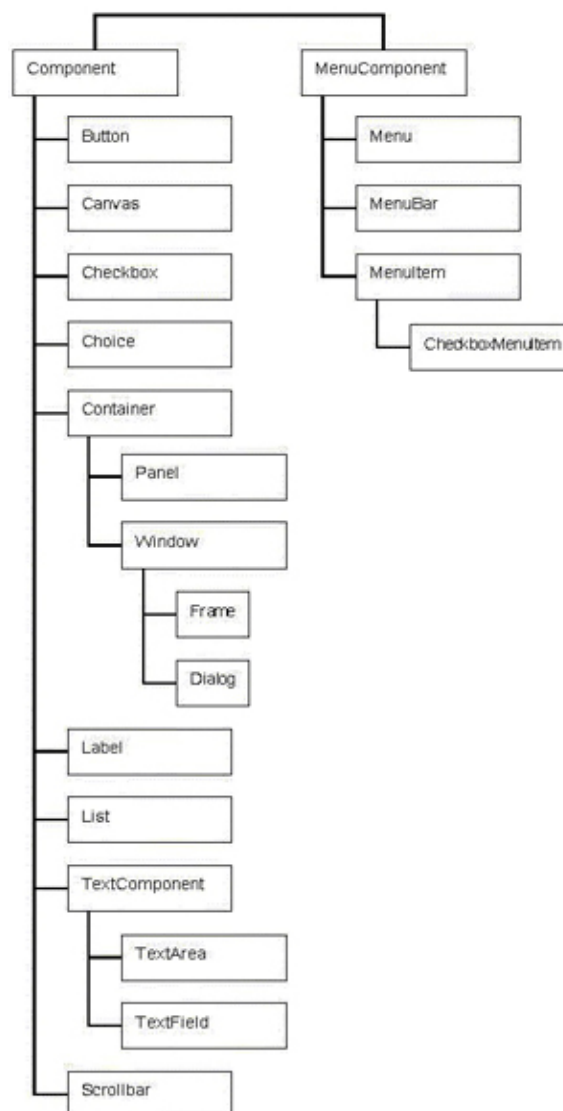 Component
MenuComponent
Button
Menu
Canvas
MenuBar
Checkbox
MenuItem
Choice
CheckboxMenuItem
Container
Panel
Window
Frame
Dialog
Label
List
TextComponent
TextArea
TextField
Scrollbar